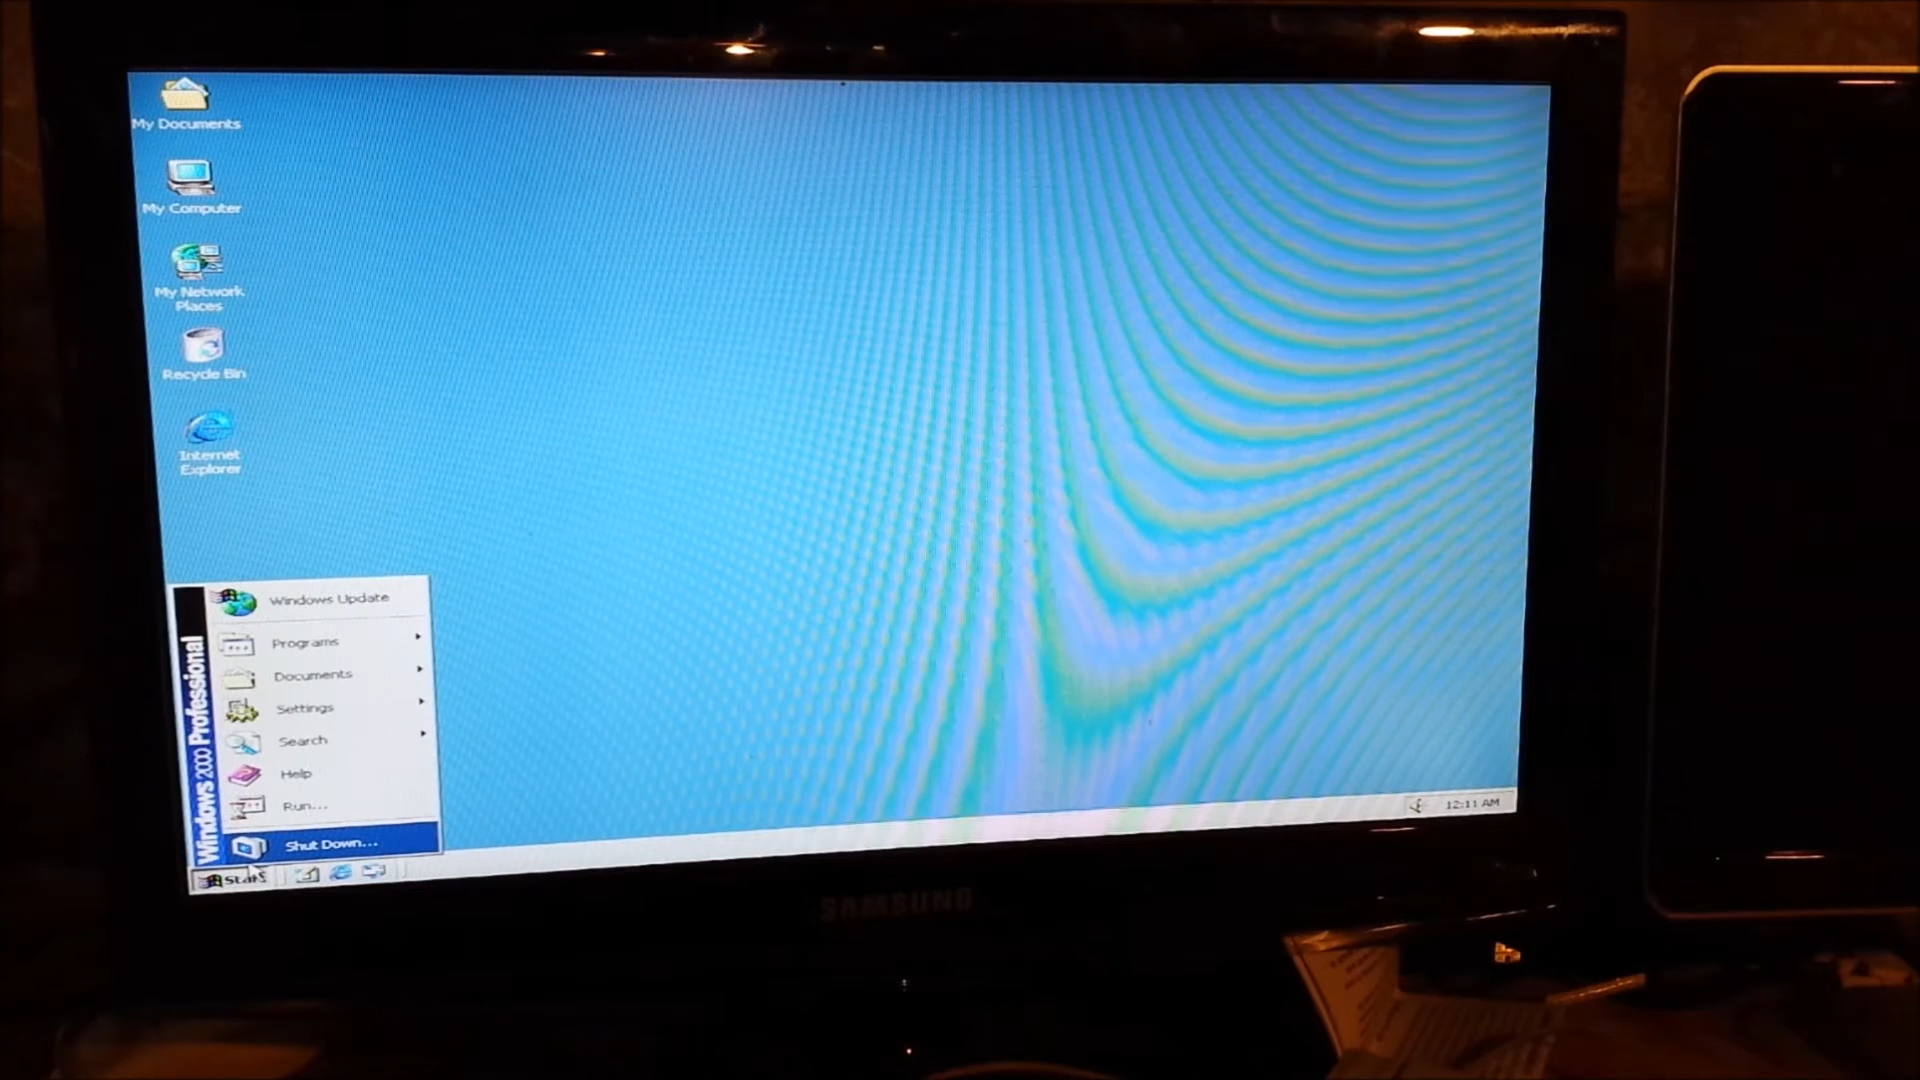 My Documents
My Computer
My Network
Places
Recycle Bin
Internet
Explorer
Windows 2000 Professional
Windows Update
Programs
Documents
Settings
Search
Help
Run...
Shut Down...
Start
12:11 AM
SAMSUNG